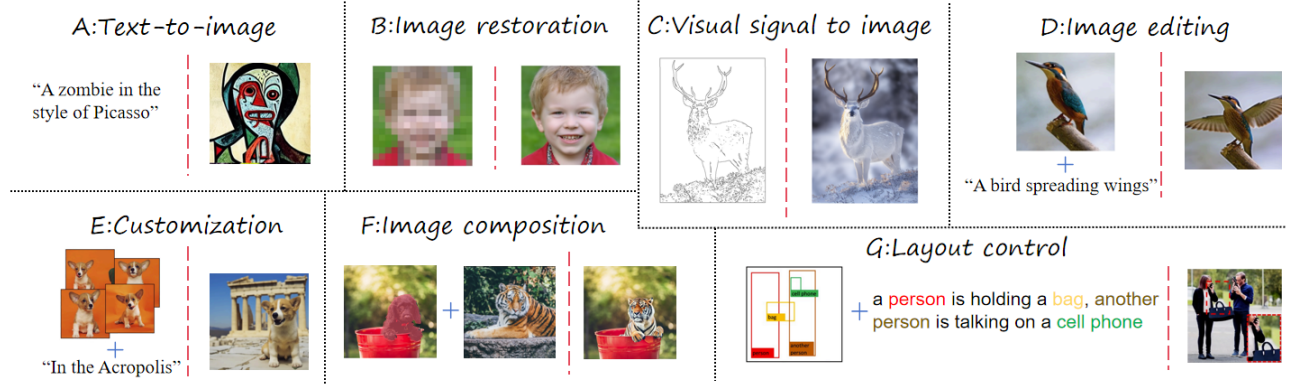 A:Text-to-image
B:Image restoration
C:Visual signal to image
D:Image editing
“A zombie in the
style of Picasso”
“A bird spreading wings”
E:Customization
F:Image composition
G:Layout control
“In the Acropolis”
cell phone
bag
person
another
person
a person is holding a bag, another
person is talking on a cell phone